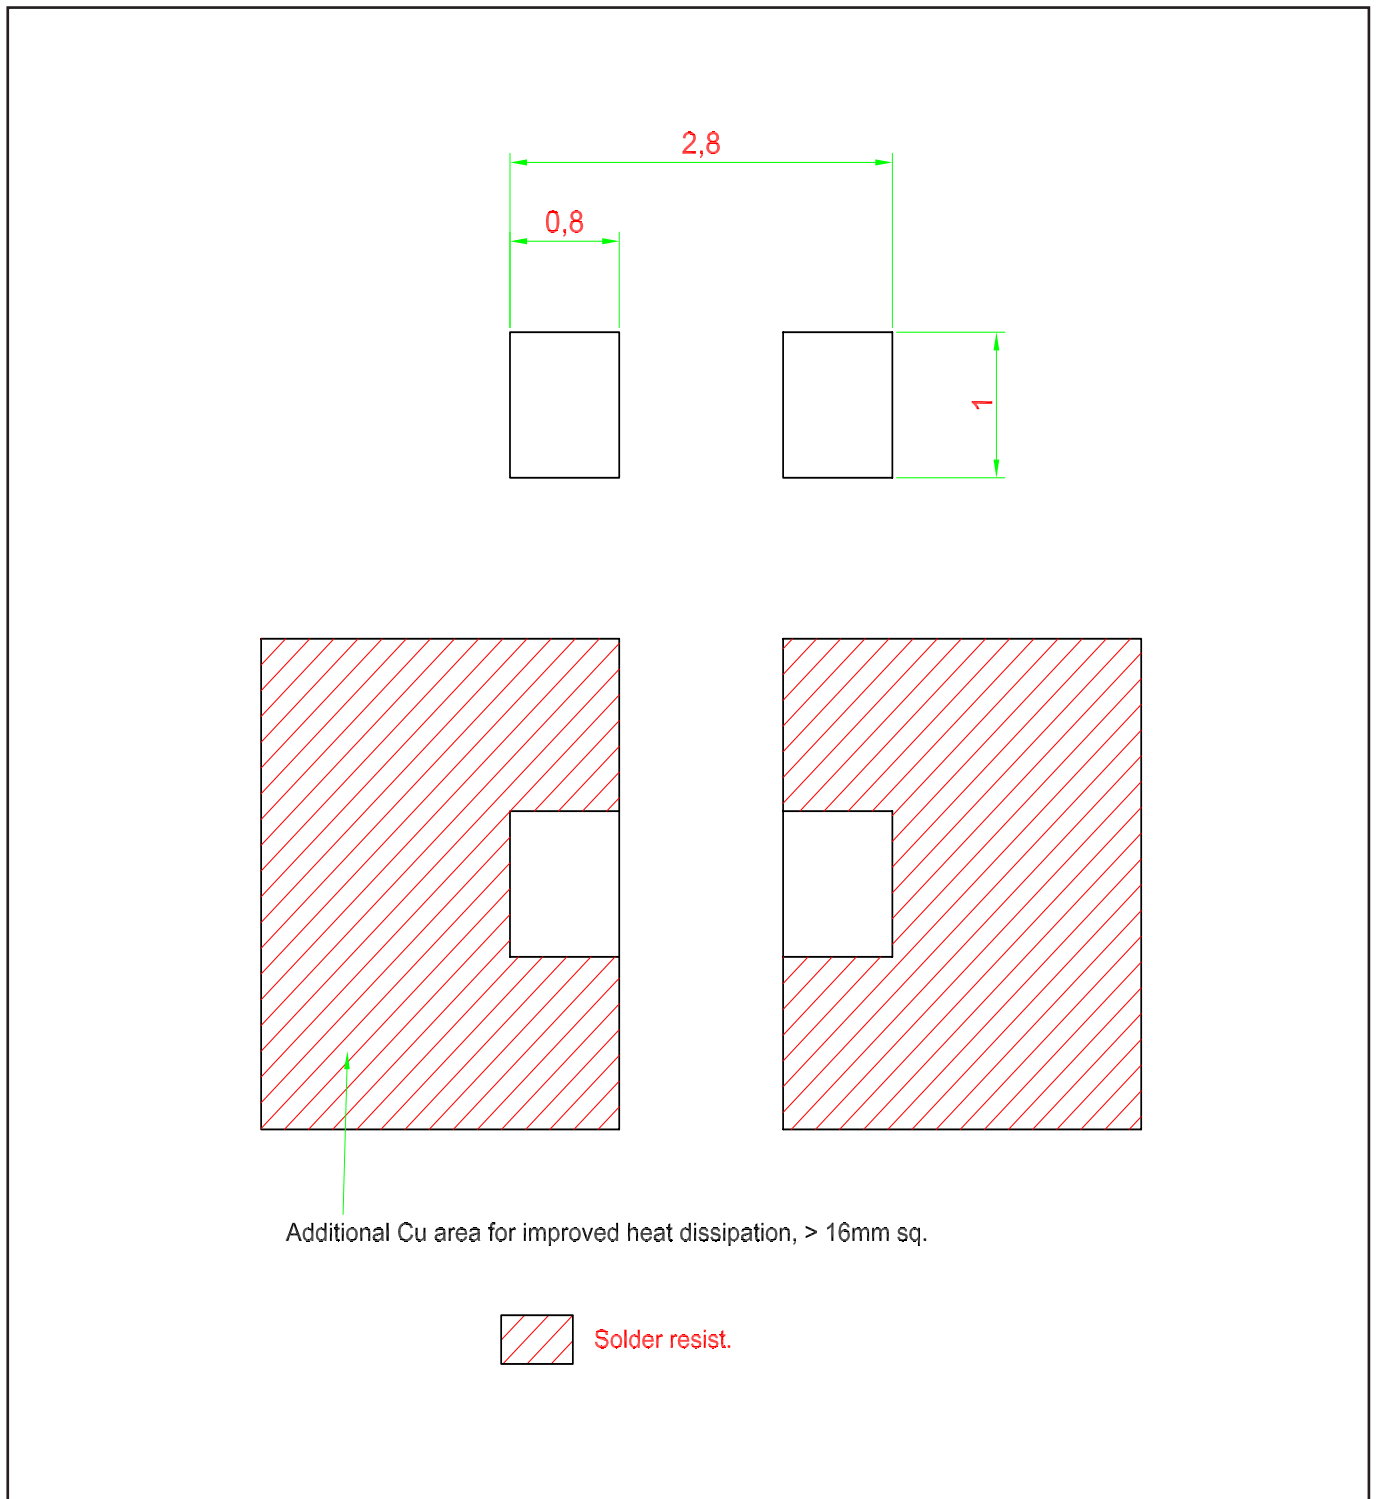 2,8
0,8
1
Additional Cu area for improved heat dissipation, > 16mm sq.
Solder resist.